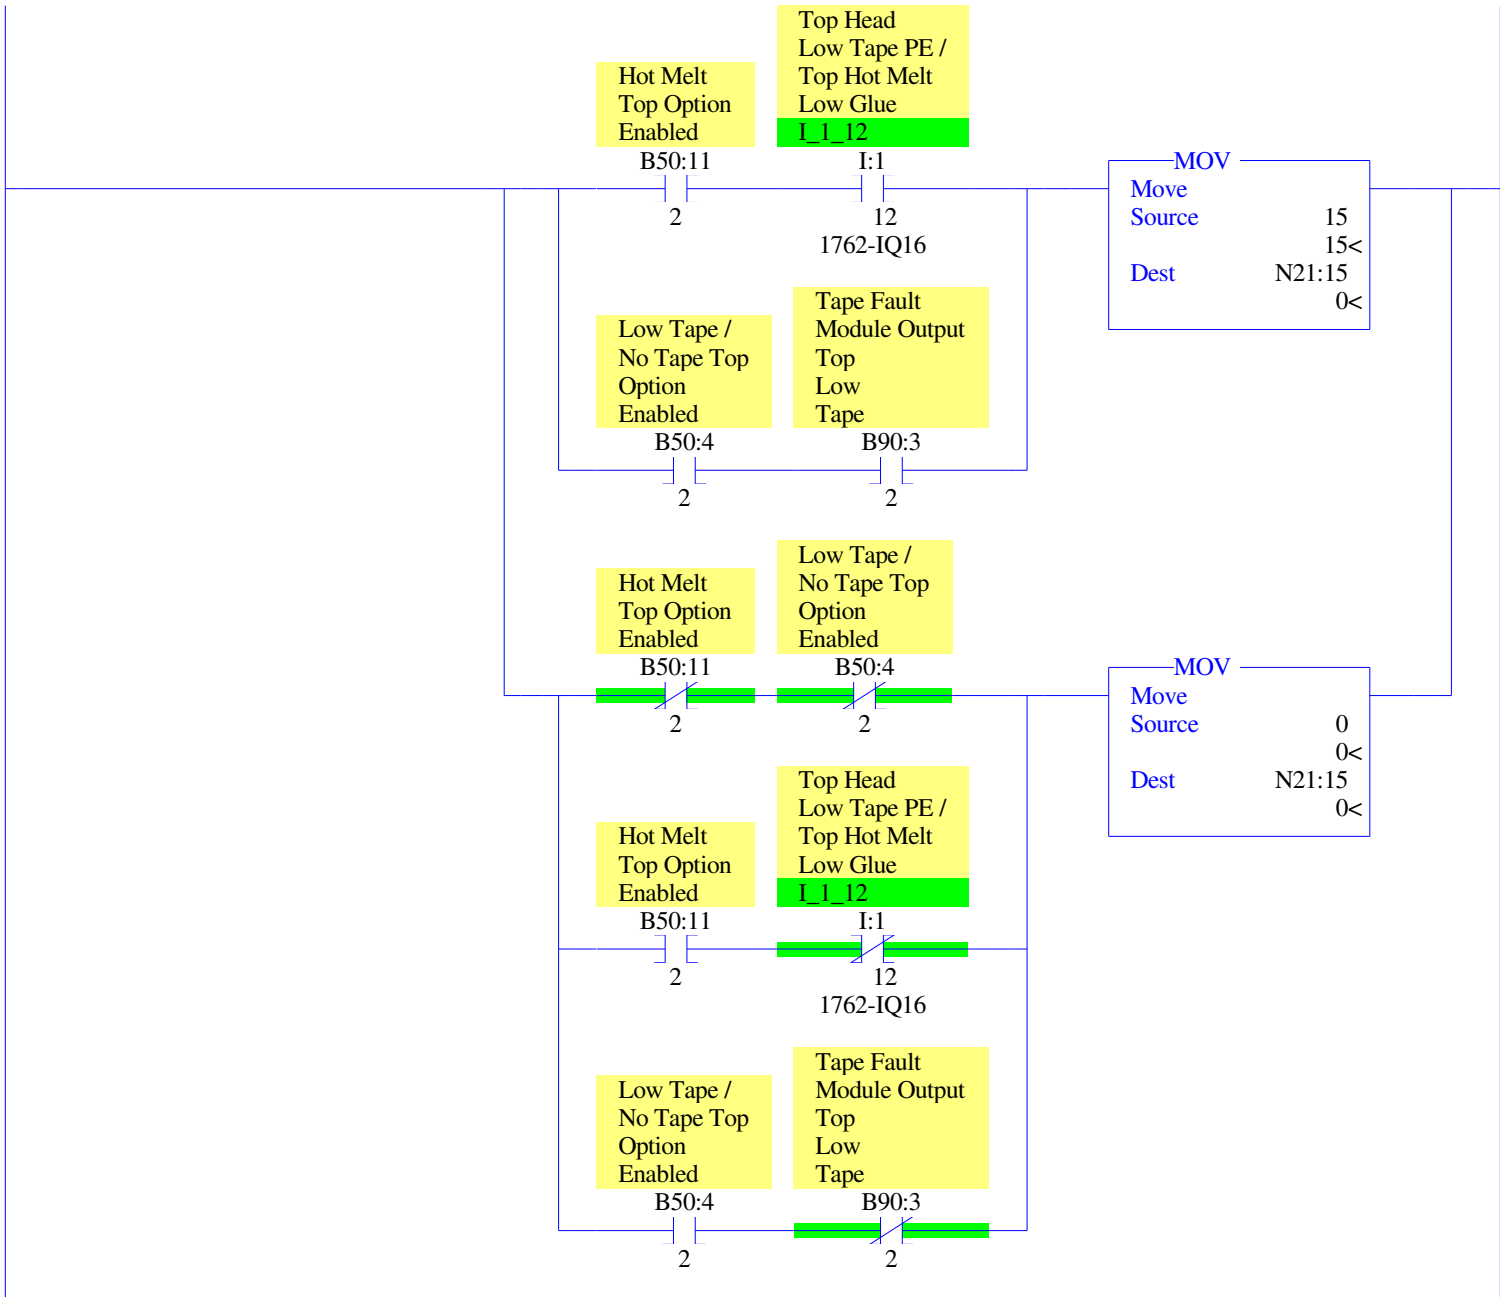 Top Head
Low Tape PE /
Top Hot Melt
Low Glue
I_1_12
I:1
12
1762-IQ16
Hot Melt
Top Option
Enabled
B50:11
2
MOV
Move
Source 15
15<
Dest N21:15
0<
Low Tape /
No Tape Top
Option
Enabled
B50:4
2
Tape Fault
Module Output
Top
Low
Tape
B90:3
2
Hot Melt
Top Option
Enabled
B50:11
2
Low Tape /
No Tape Top
Option
Enabled
B50:4
2
MOV
Move
Source 0
0<
Dest N21:15
0<
Hot Melt
Top Option
Enabled
B50:11
2
Top Head
Low Tape PE /
Top Hot Melt
Low Glue
I_1_12
I:1
12
1762-IQ16
Low Tape /
No Tape Top
Option
Enabled
B50:4
2
Tape Fault
Module Output
Top
Low
Tape
B90:3
2